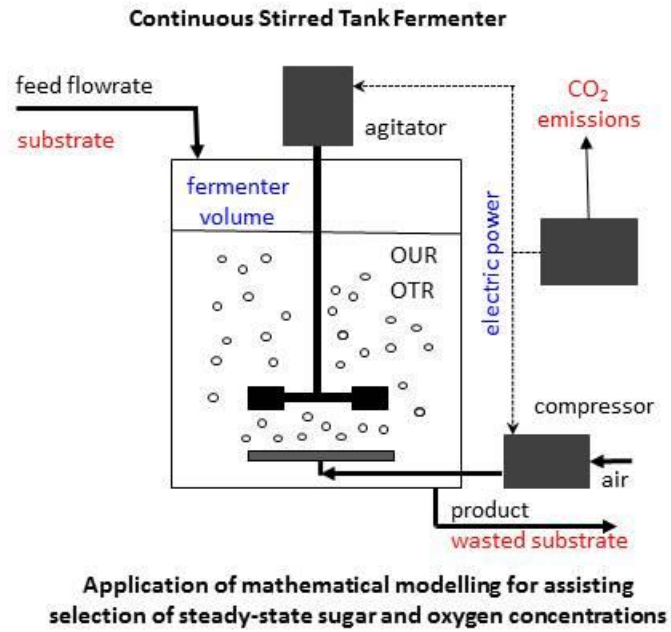 Continuous Stirred Tank Fermenter
feed flowrate
substrate
agitator
CO₂
emissions
fermenter
volume
OUR
OTR
electric power
compressor
air
product
wasted substrate
Application of mathematical modelling for assisting
selection of steady-state sugar and oxygen concentrations